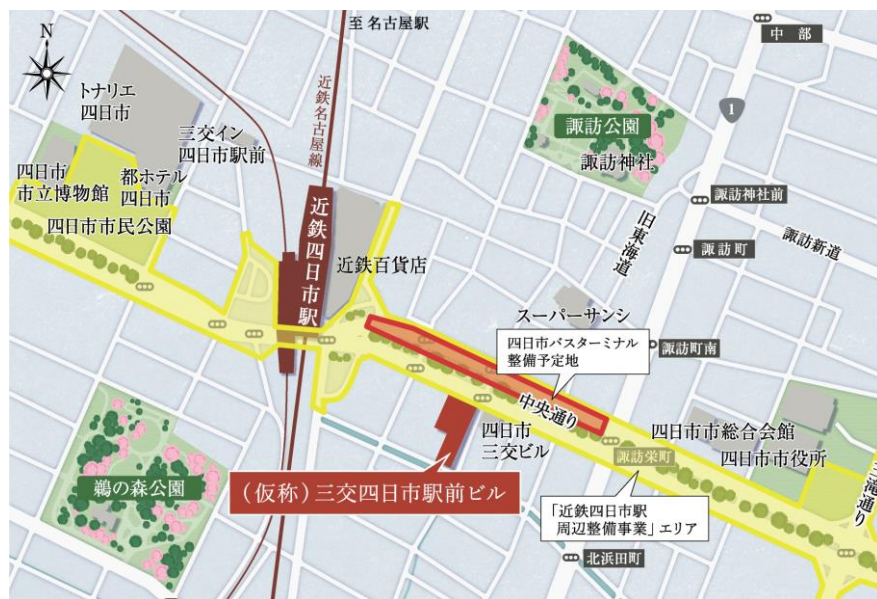 至 名古屋駅
中 部
N
トナリエ
四日市
近鉄名古屋線
1
諏訪公園
諏訪神社
三交イン
四日市駅前
四日市
市立博物館
都ホテル
四日市
四日市市民公園
諏訪神社前
近鉄四日市駅
旧東海道
諏訪町
諏訪新道
近鉄百貨店
スーパーサンシ
四日市バスターミナル
整備予定地
諏訪町南
中央通り
四日市
三交ビル
四日市市総合会館
四日市市役所
諏訪栄町
三滝通り
鵜の森公園
(仮称)三交四日市駅前ビル
「近鉄四日市駅
周辺整備事業」エリア
北浜田町